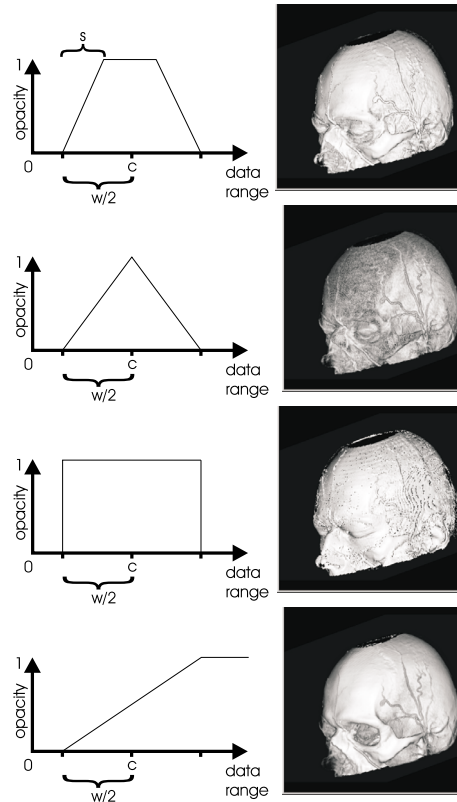 s
1
opacity
0
c
data
range
w/2
1
opacity
0
c
data
range
w/2
1
opacity
0
c
data
range
w/2
1
opacity
0
c
data
range
w/2